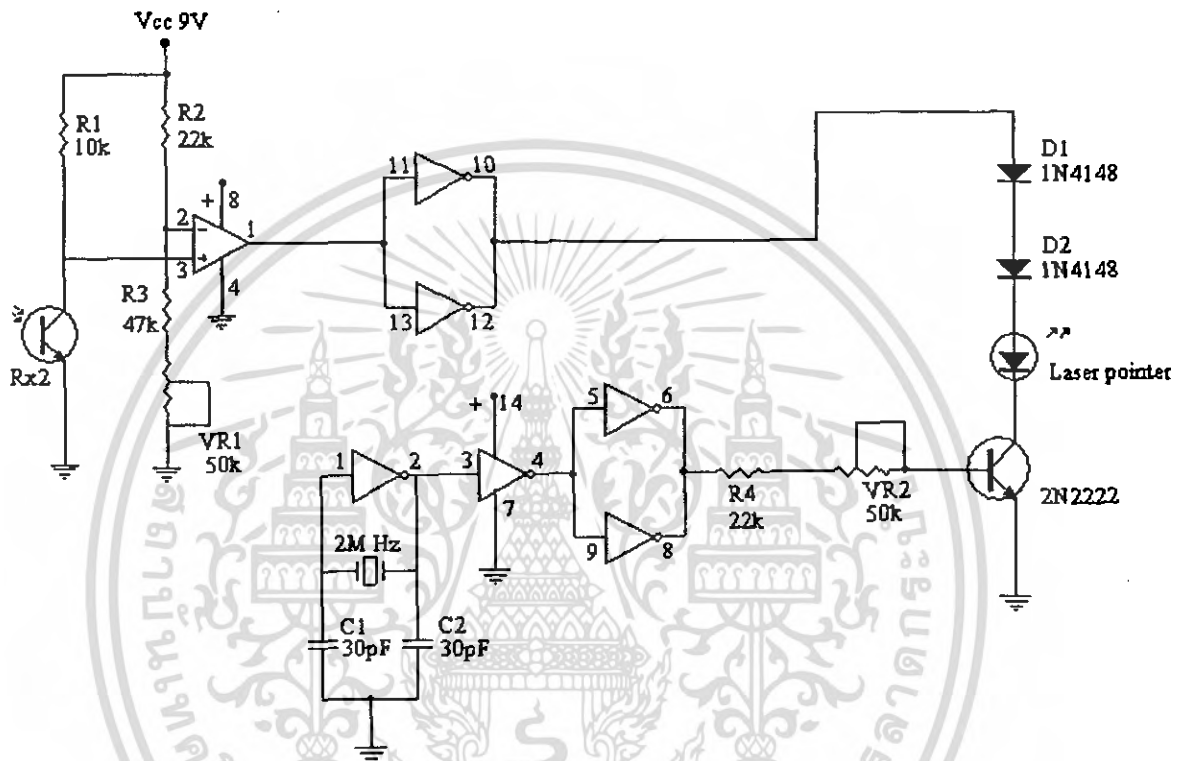 Vcc 9V
R1
10k
R2
22k
+
8
2
-
1
3
+
4
R3
47k
Rx2
VR1
50k
11
10
13
12
D1
1N4148
D2
1N4148
Laser pointer
1
2
3
+
14
4
7
5
6
9
8
R4
22k
VR2
50k
2N2222
2M Hz
C1
30pF
C2
30pF